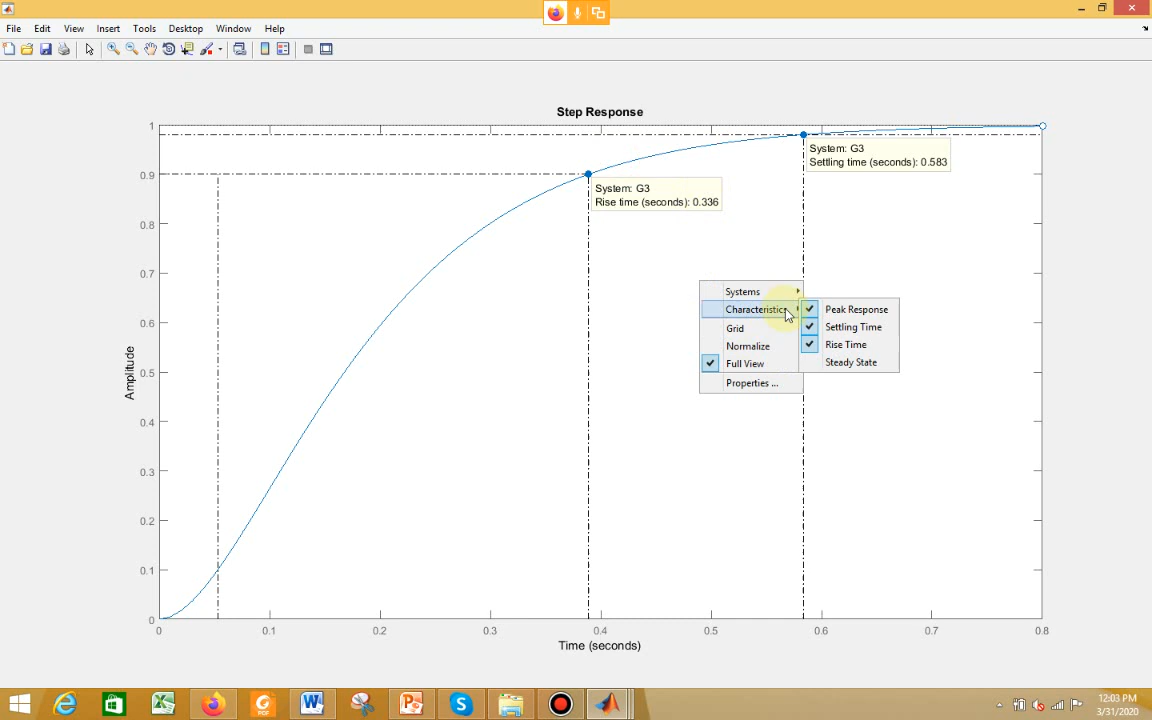 File Edit View Insert Tools Desktop Window Help
Step Response
1
0.9
0.8
0.7
0.6
0.5
0.4
0.3
0.2
0.1
0
Amplitude
System: G3
Settling time (seconds): 0.583
System: G3
Rise time (seconds): 0.336
Systems
Characteristics
Grid
Normalize
Full View
Properties ...
Peak Response
Settling Time
Rise Time
Steady State
0 0.1 0.2 0.3 0.4 0.5 0.6 0.7 0.8
Time (seconds)
PDF
12:03 PM
3/31/2020